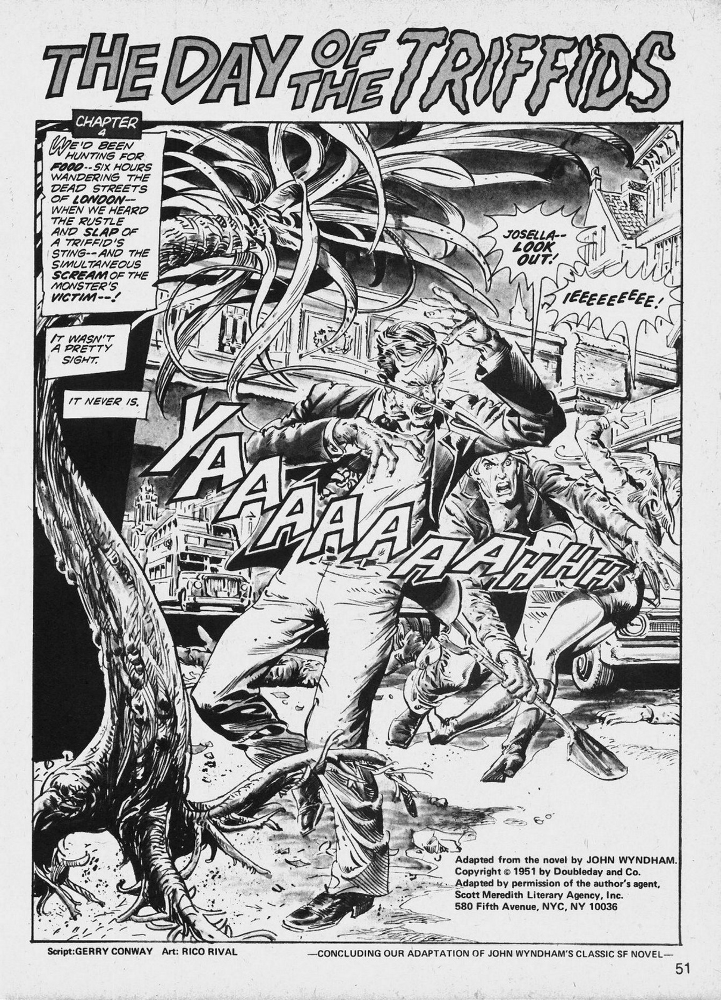 THE DAY OF THE TRIFFIDS
CHAPTER
4
WE'D BEEN
HUNTING FOR
FOOD--SIX HOURS
WANDERING THE
DEAD STREETS
OF LONDON--
WHEN WE HEARD
THE RUSTLE
AND SLAP OF
A TRIFFID'S
STING--AND THE
SIMULTANEOUS
SCREAM OF THE
MONSTER'S
VICTIM--!
IT WASN'T
A PRETTY
SIGHT.
IT NEVER IS.
JOSELLA--
LOOK
OUT!
IEEEEEEEEE!
YAAAAAAAAHHH
Adapted from the novel by JOHN WYNDHAM.
Copyright © 1951 by Doubleday and Co.
Adapted by permission of the author's agent,
Scott Meredith Literary Agency, Inc.
580 Fifth Avenue, NYC, NY 10036
Script:GERRY CONWAY Art: RICO RIVAL
—CONCLUDING OUR ADAPTATION OF JOHN WYNDHAM'S CLASSIC SF NOVEL—
51